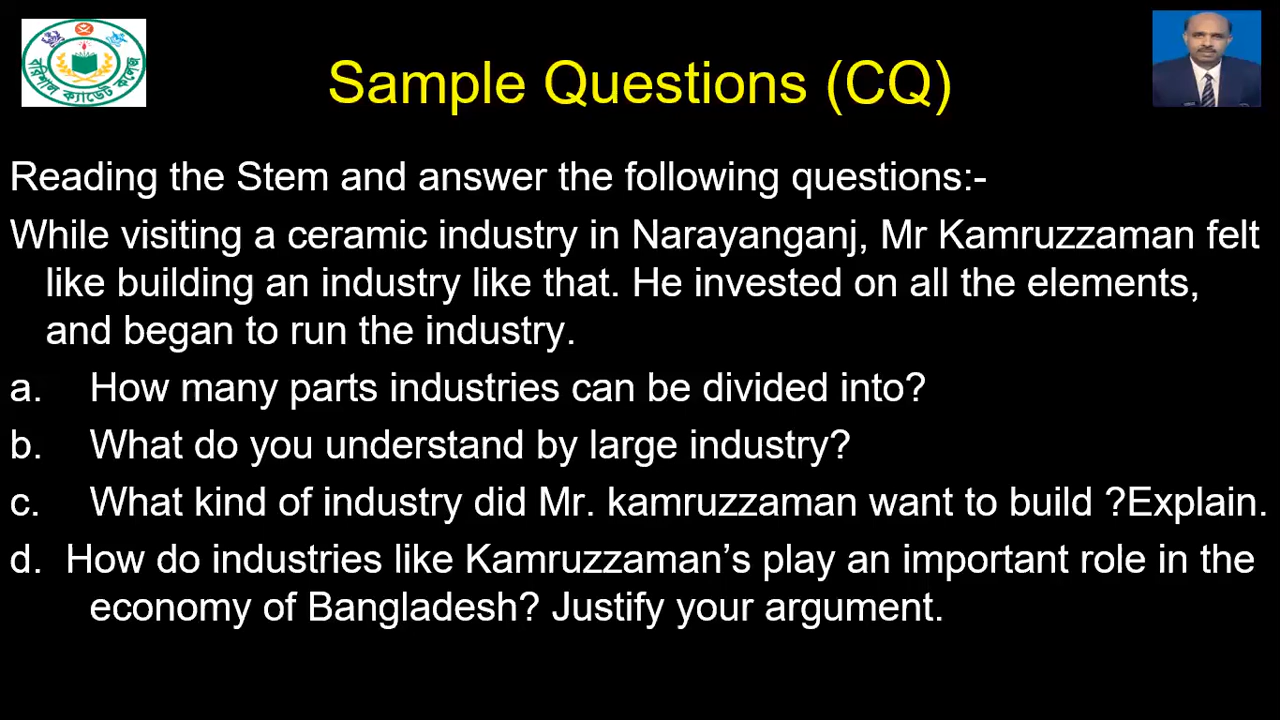 বরিশাল ক্যাডেট কলেজ
Sample Questions (CQ)
Reading the Stem and answer the following questions:-
While visiting a ceramic industry in Narayanganj, Mr Kamruzzaman felt
like building an industry like that. He invested on all the elements,
and began to run the industry.
a. How many parts industries can be divided into?
b. What do you understand by large industry?
c. What kind of industry did Mr. kamruzzaman want to build ?Explain.
d. How do industries like Kamruzzaman’s play an important role in the
economy of Bangladesh? Justify your argument.